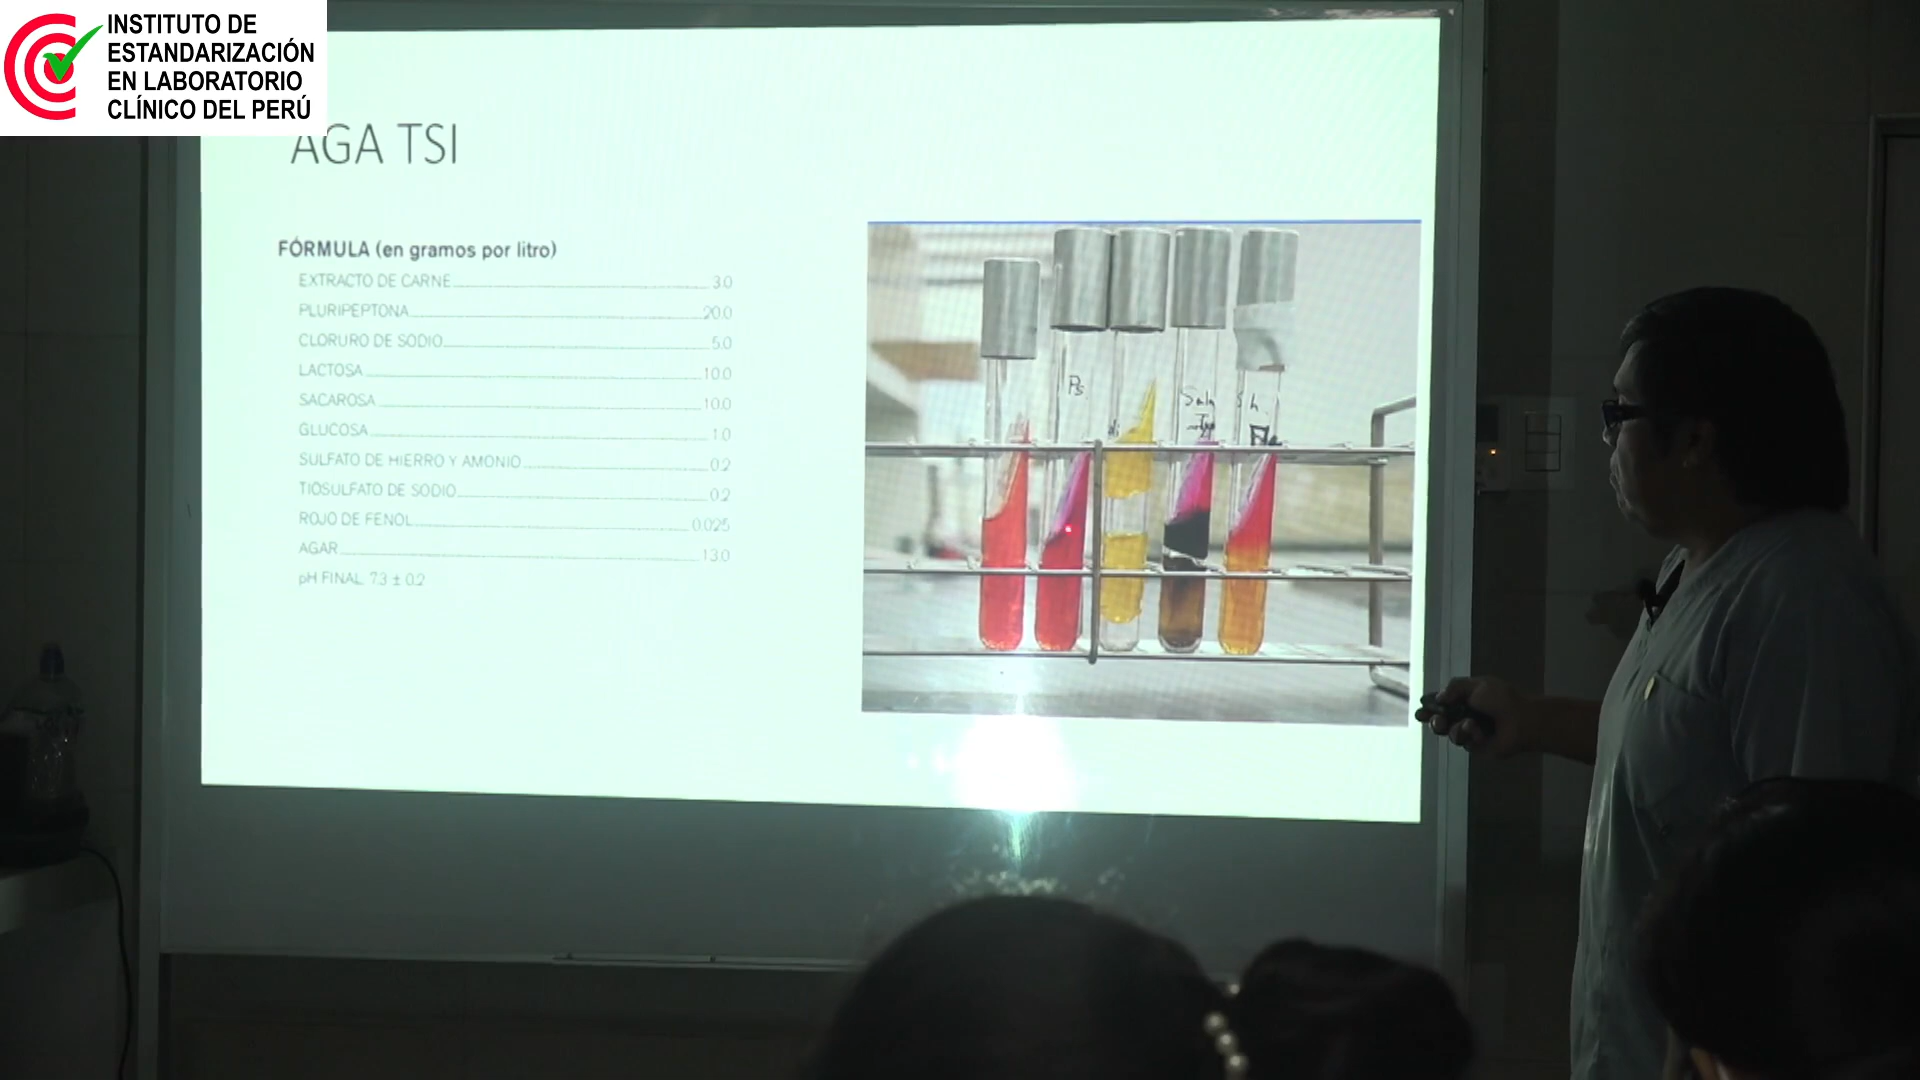 INSTITUTO DE
ESTANDARIZACIÓN
EN LABORATORIO
CLÍNICO DEL PERÚ
AGA TSI
FÓRMULA (en gramos por litro)
EXTRACTO DE CARNE 3.0
PLURIPEPTONA 20.0
CLORURO DE SODIO 5.0
LACTOSA 10.0
SACAROSA 10.0
GLUCOSA 1.0
SULFATO DE HIERRO Y AMONIO 0.2
TIOSULFATO DE SODIO 0.2
ROJO DE FENOL 0.025
AGAR 13.0
pH FINAL 7.3 ± 0.2
Ps